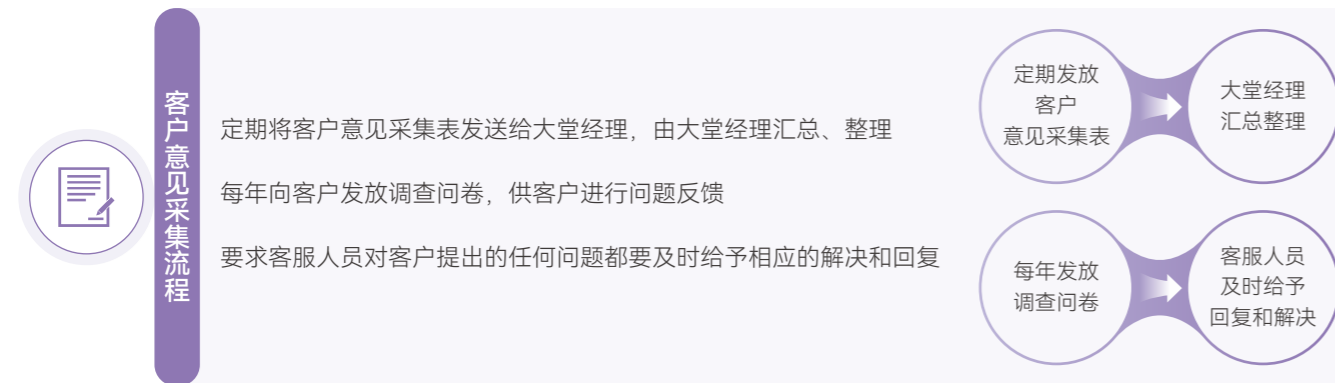 客户意见采集流程
定期将客户意见采集表发送给大堂经理，由大堂经理汇总、整理
每年向客户发放调查问卷，供客户进行问题反馈
要求客服人员对客户提出的任何问题都要及时给予相应的解决和回复
定期发放
客户
意见采集表
大堂经理
汇总整理
每年发放
调查问卷
客服人员
及时给予
回复和解决